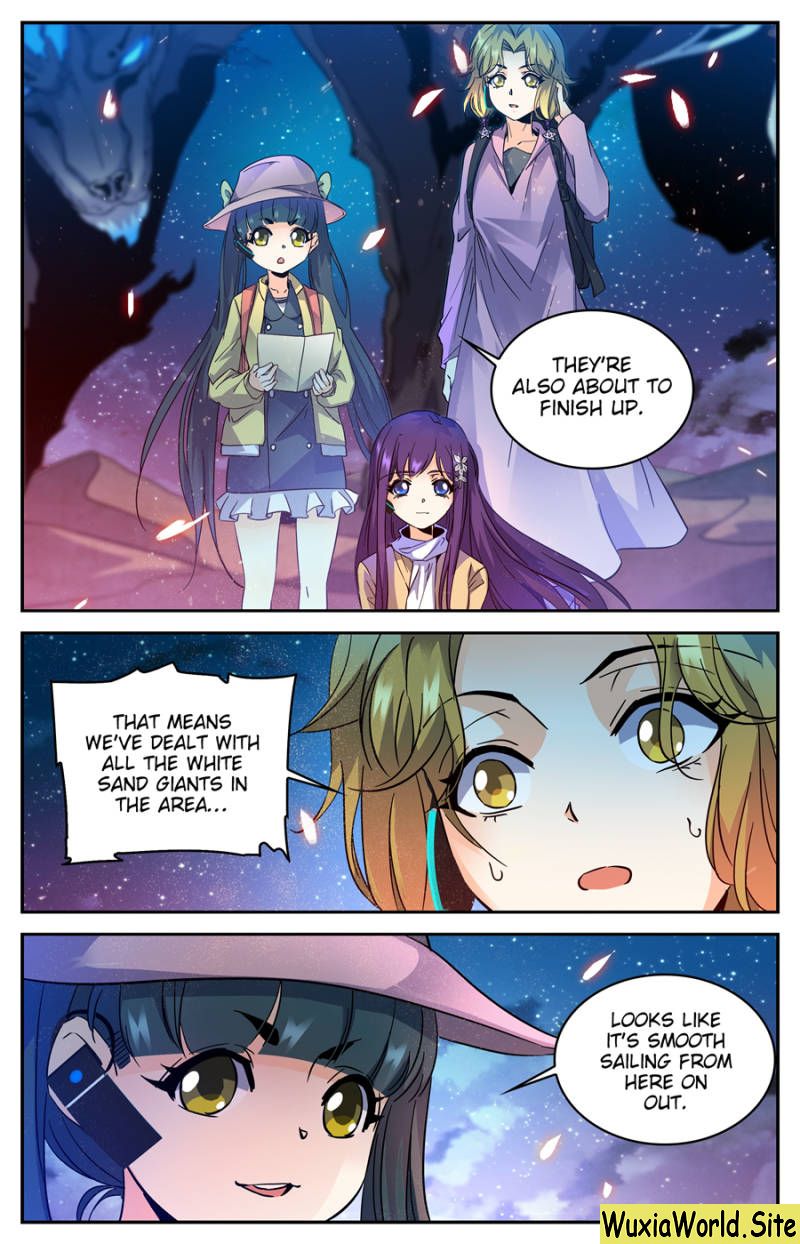 THEY'RE
ALSO ABOUT TO
FINISH UP.
THAT MEANS
WE'VE DEALT WITH
ALL THE WHITE
SAND GIANTS IN
THE AREA...
LOOKS LIKE
IT'S SMOOTH
SAILING FROM
HERE ON
OUT.
WuxiaWorld.Site